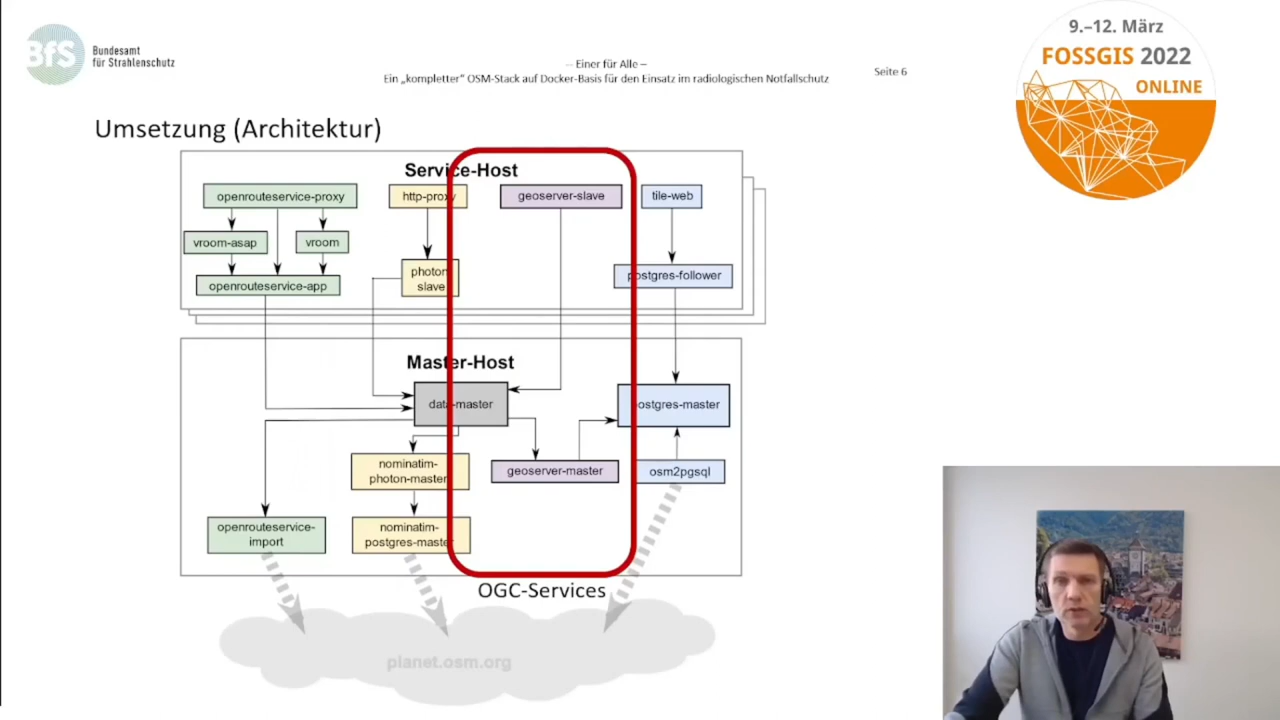 BfS
Bundesamt
für Strahlenschutz
-- Einer für Alle –
Ein „kompletter“ OSM-Stack auf Docker-Basis für den Einsatz im radiologischen Notfallschutz
Seite 6
9.–12. März
FOSSGIS 2022
ONLINE
Umsetzung (Architektur)
Service-Host
openrouteservice-proxy
http-proxy
geoserver-slave
tile-web
vroom-asap
vroom
photon
slave
postgres-follower
openrouteservice-app
Master-Host
data-master
postgres-master
nominatim-
photon-master
geoserver-master
osm2pgsql
openrouteservice-
import
nominatim-
postgres-master
OGC-Services
planet.osm.org